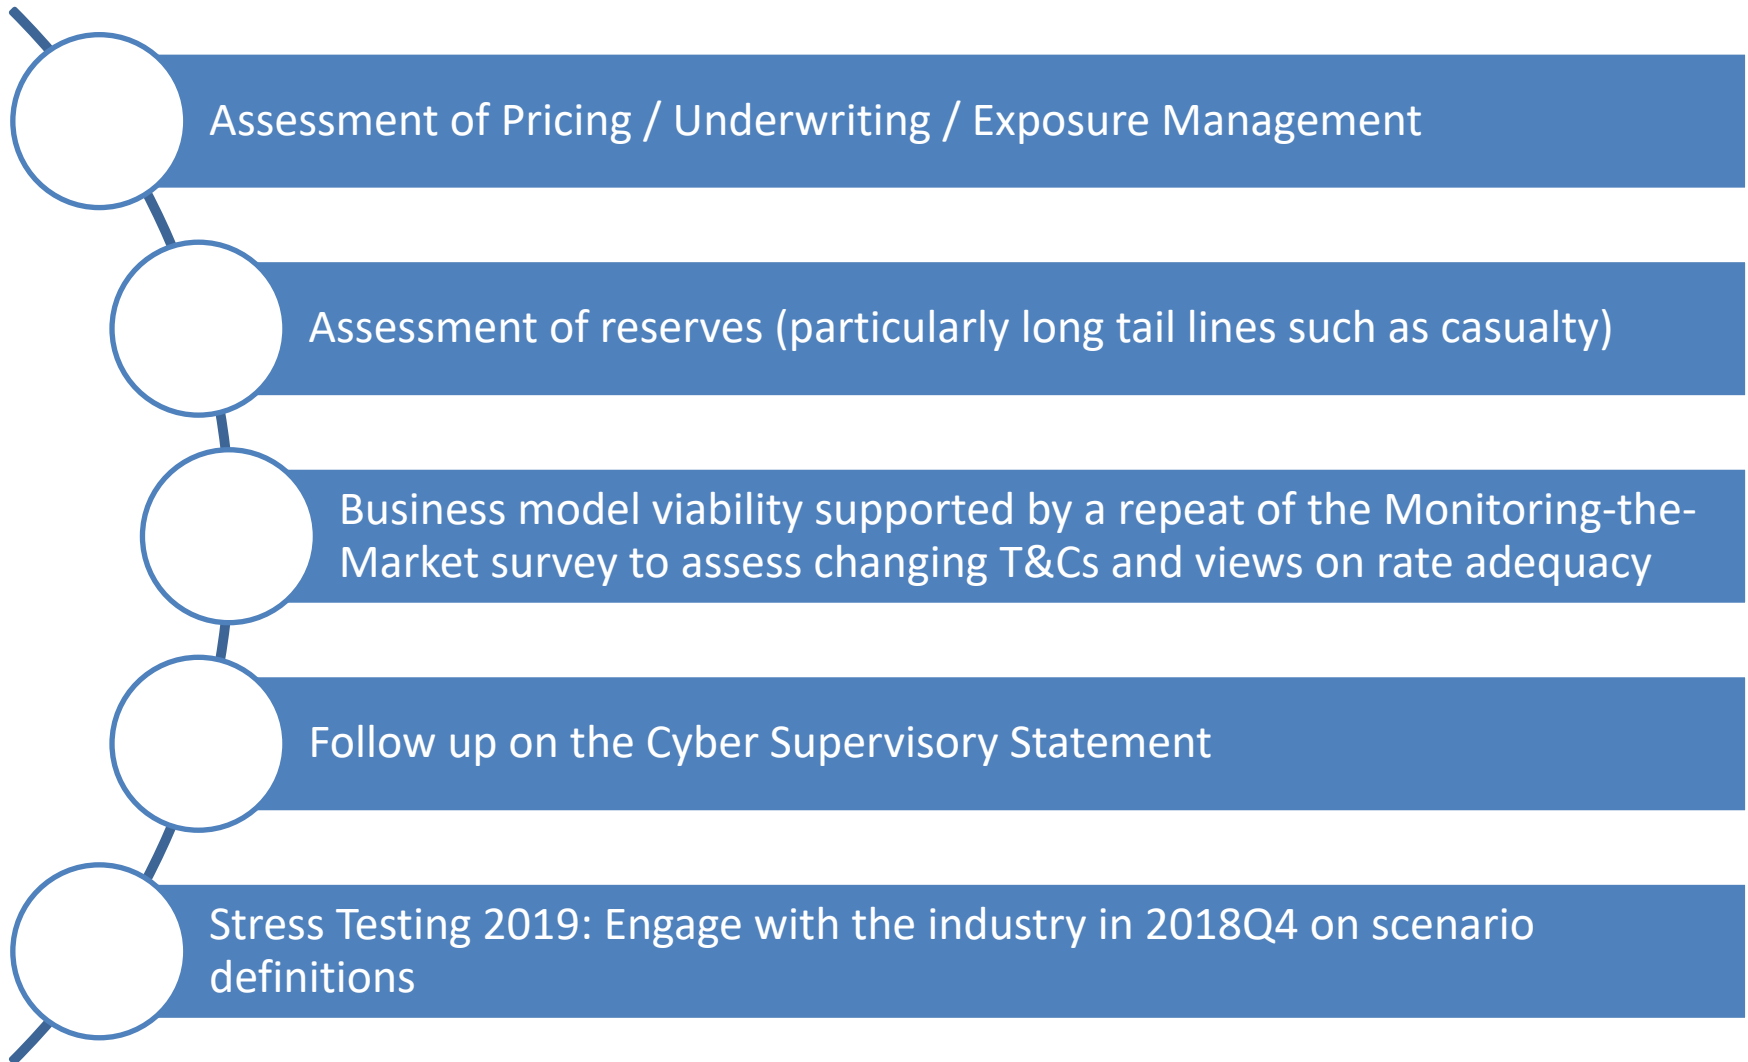 Assessment of Pricing / Underwriting / Exposure Management
Assessment of reserves (particularly long tail lines such as casualty)
Business model viability supported by a repeat of the Monitoring-the-
Market survey to assess changing T&Cs and views on rate adequacy
Follow up on the Cyber Supervisory Statement
Stress Testing 2019: Engage with the industry in 2018Q4 on scenario
definitions